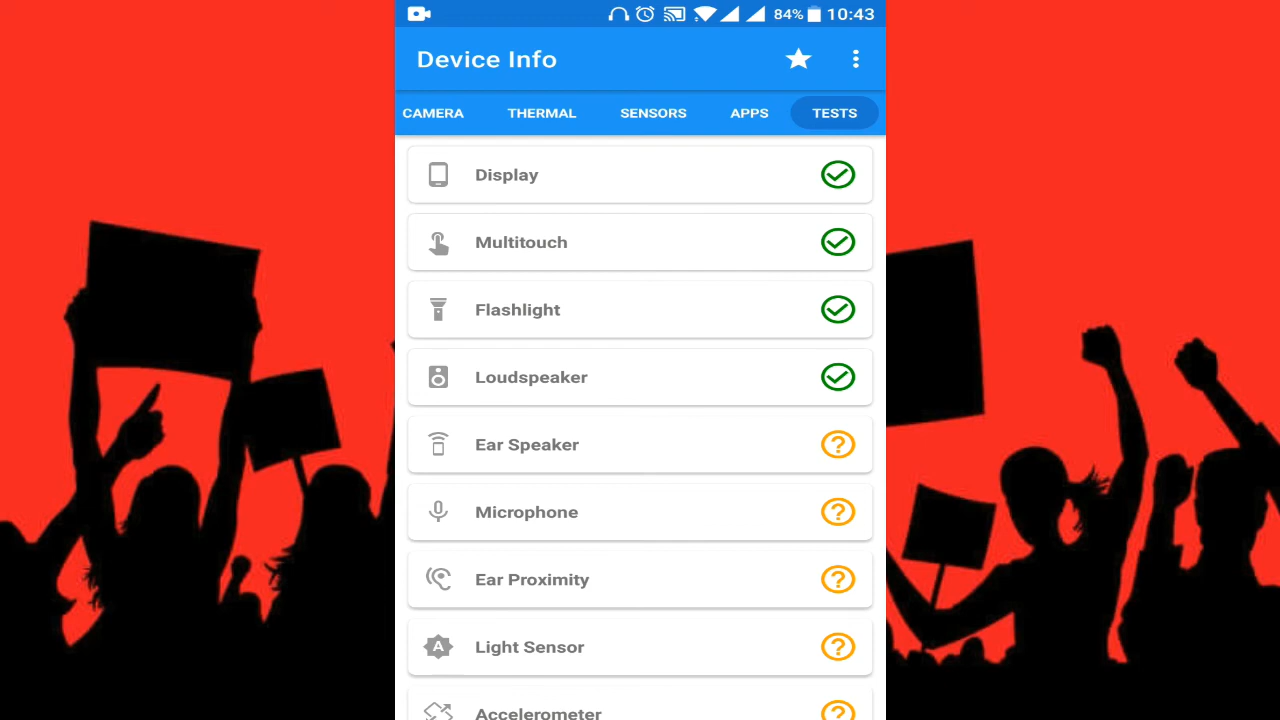 84% 10:43
Device Info
CAMERA THERMAL SENSORS APPS TESTS
Display
Multitouch
Flashlight
Loudspeaker
Ear Speaker
Microphone
Ear Proximity
A Light Sensor
Accelerometer